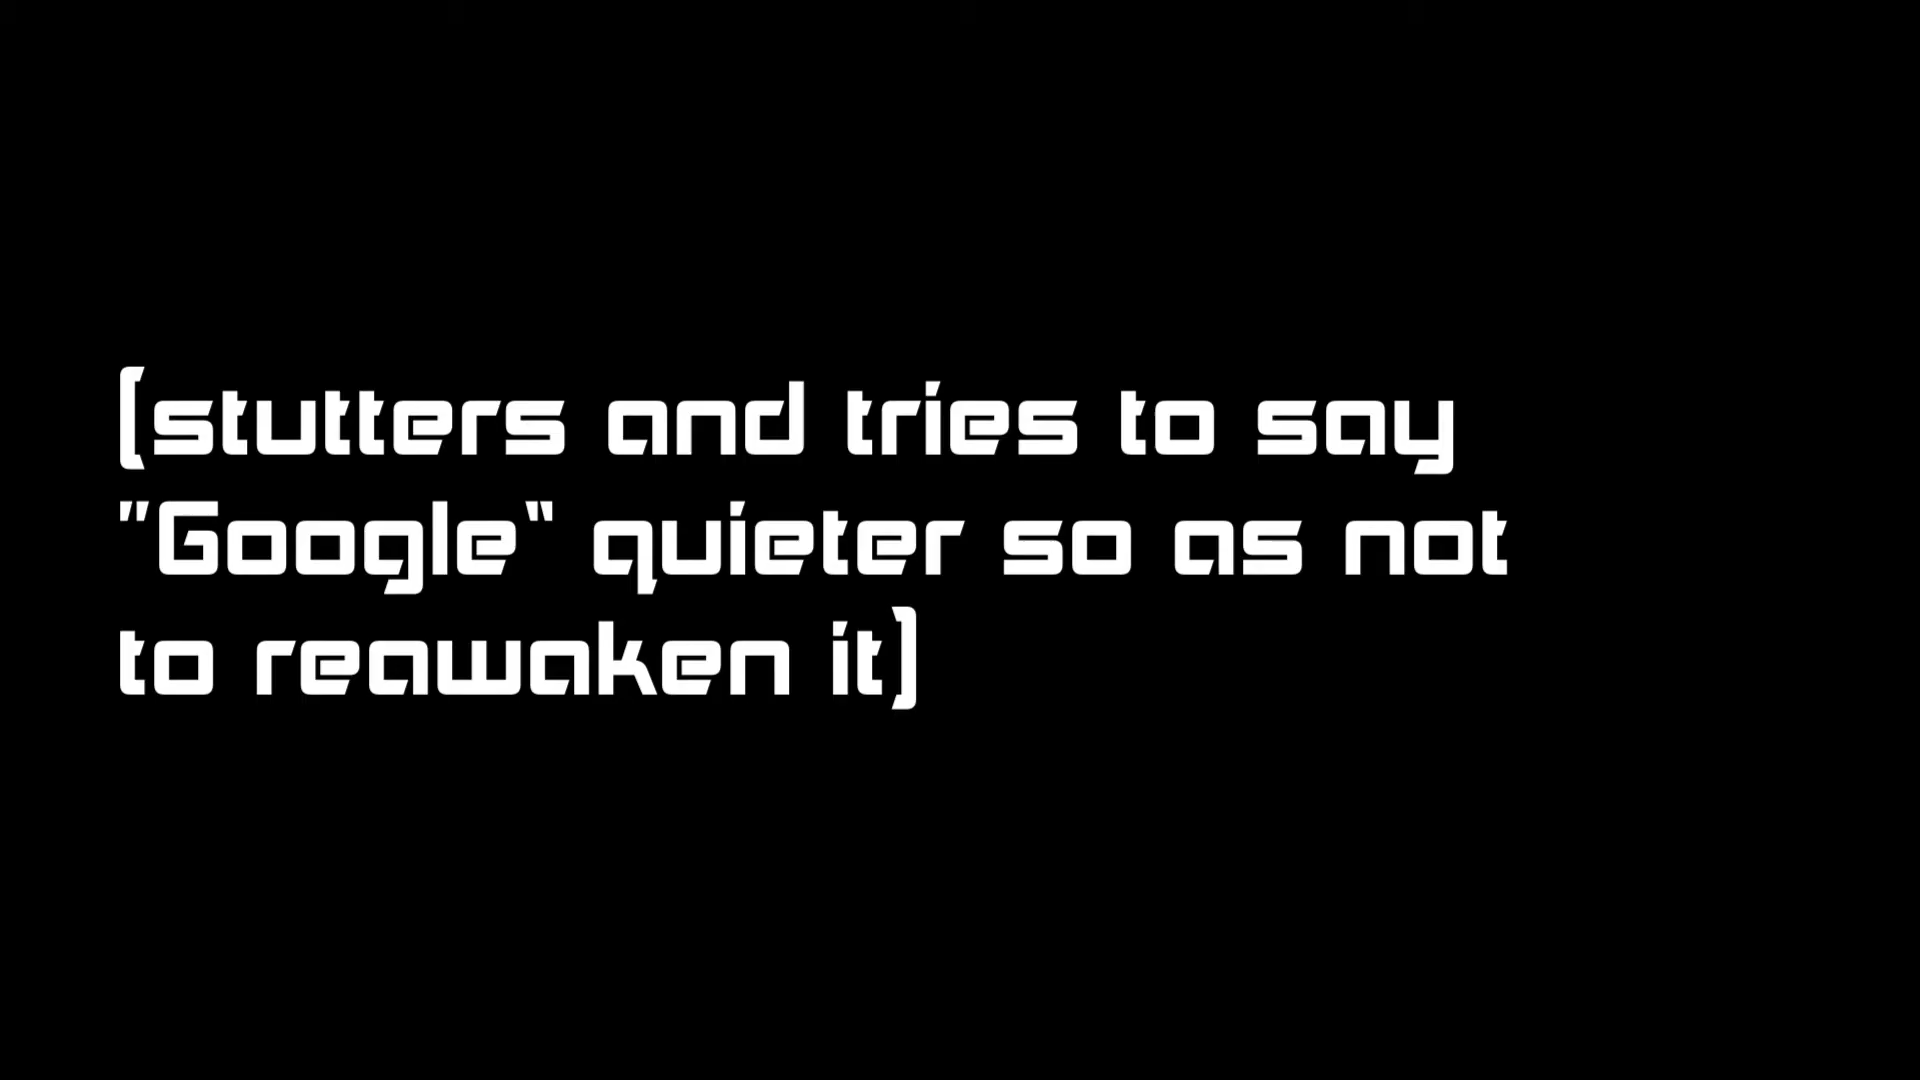 (stutters and tries to say
"Google" quieter so as not
to reawaken it)